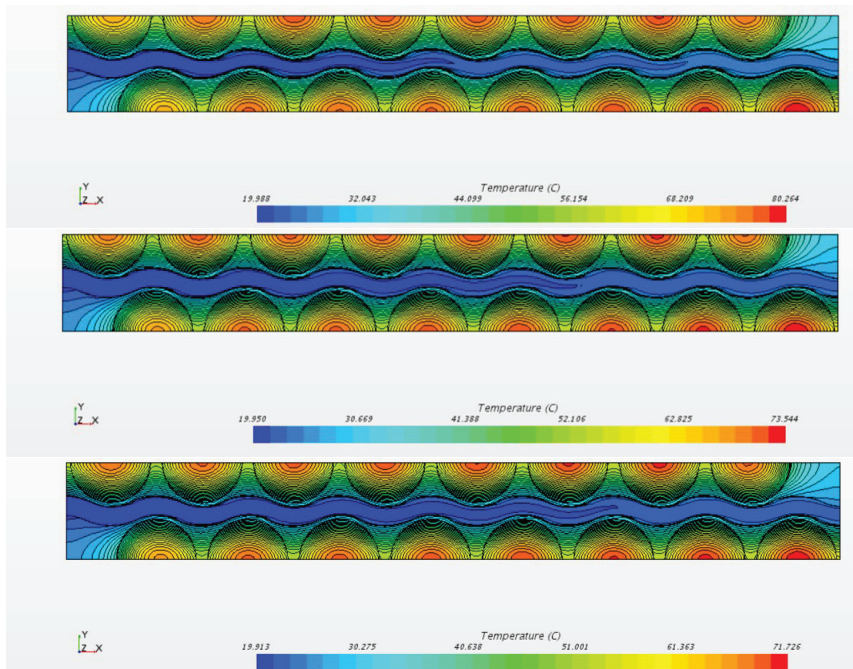 Y
Z X
Temperature (C)
19.988 32.043 44.099 56.154 68.209 80.264
Y
Z X
Temperature (C)
19.950 30.669 41.388 52.106 62.825 73.544
Y
Z X
Temperature (C)
19.913 30.275 40.638 51.001 61.363 71.726